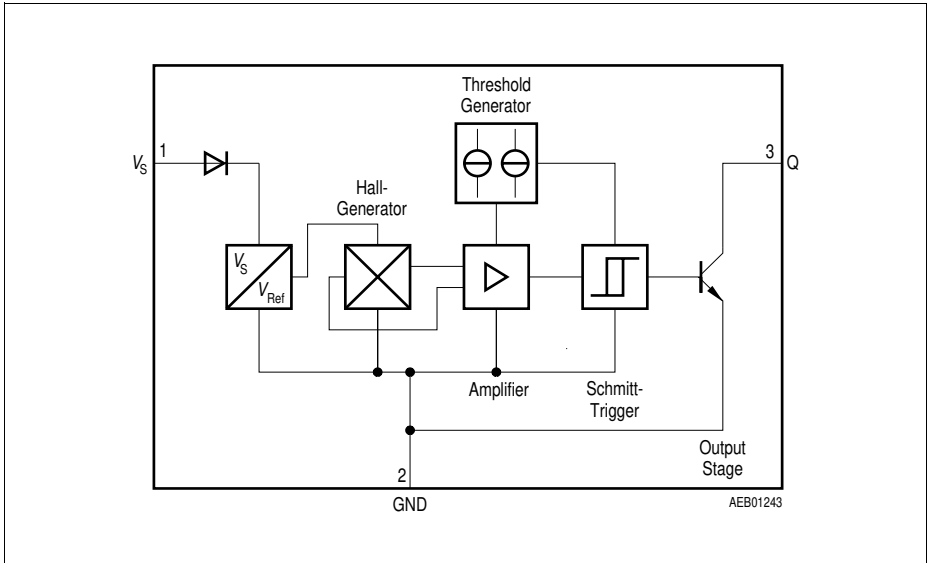 Threshold
Generator
1
V_S
3
Q
Hall-
Generator
V_S
V_Ref
Amplifier
Schmitt-
Trigger
Output
Stage
2
GND
AEB01243